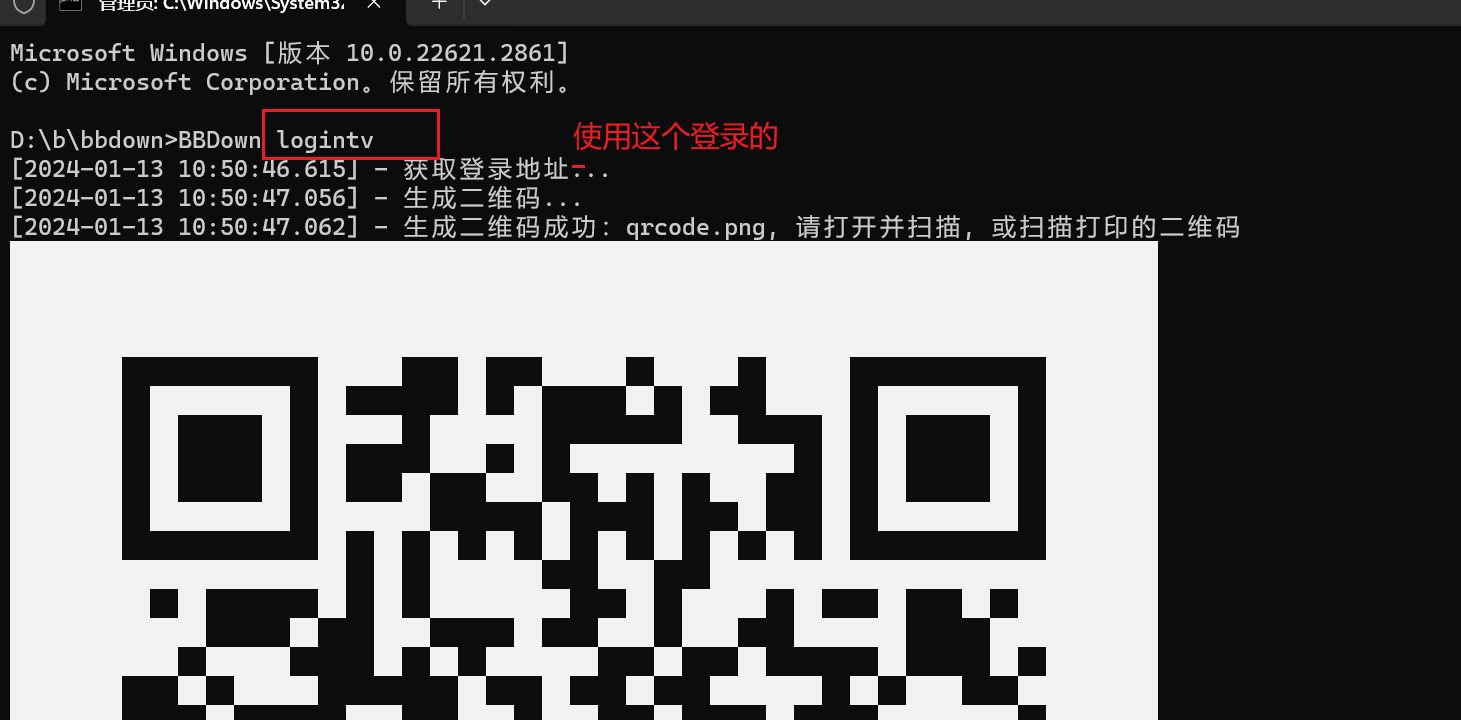 管理员: C:\Windows\System32
Microsoft Windows [版本 10.0.22621.2861]
(c) Microsoft Corporation。保留所有权利。
D:\b\bbdown>BBDown logintv
使用这个登录的
[2024-01-13 10:50:46.615] - 获取登录地址...
[2024-01-13 10:50:47.056] - 生成二维码...
[2024-01-13 10:50:47.062] - 生成二维码成功：qrcode.png, 请打开并扫描, 或扫描打印的二维码